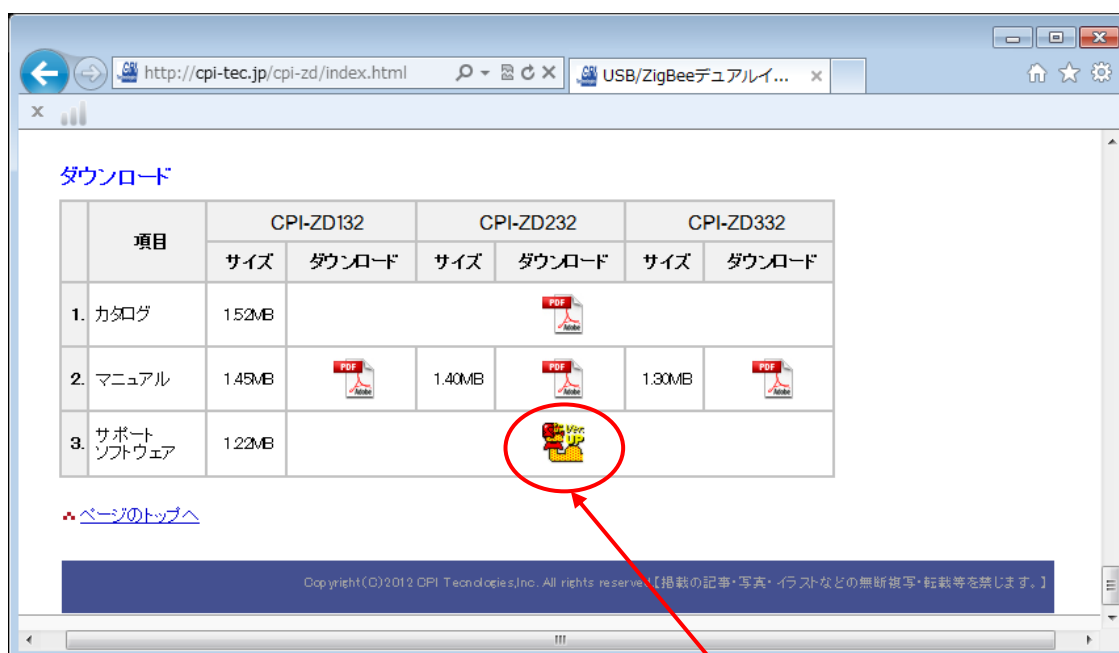 http://cpi-tec.jp/cpi-zd/index.html
USB/ZigBeeデュアルイ...
ダウンロード
項目 CPI-ZD132 CPI-ZD232 CPI-ZD332
サイズ ダウンロード サイズ ダウンロード サイズ ダウンロード
1. カタログ 1.52MB PDF Adobe
2. マニュアル 1.45MB PDF Adobe 1.40MB PDF Adobe 1.30MB PDF Adobe
3. サポート
ソフトウェア 1.22MB Ver. UP
ページのトップへ
Copyright(C)2012 CPI Tecnologies,Inc. All rights reserved.【掲載の記事・写真・イラストなどの無断複写・転載等を禁じます。】